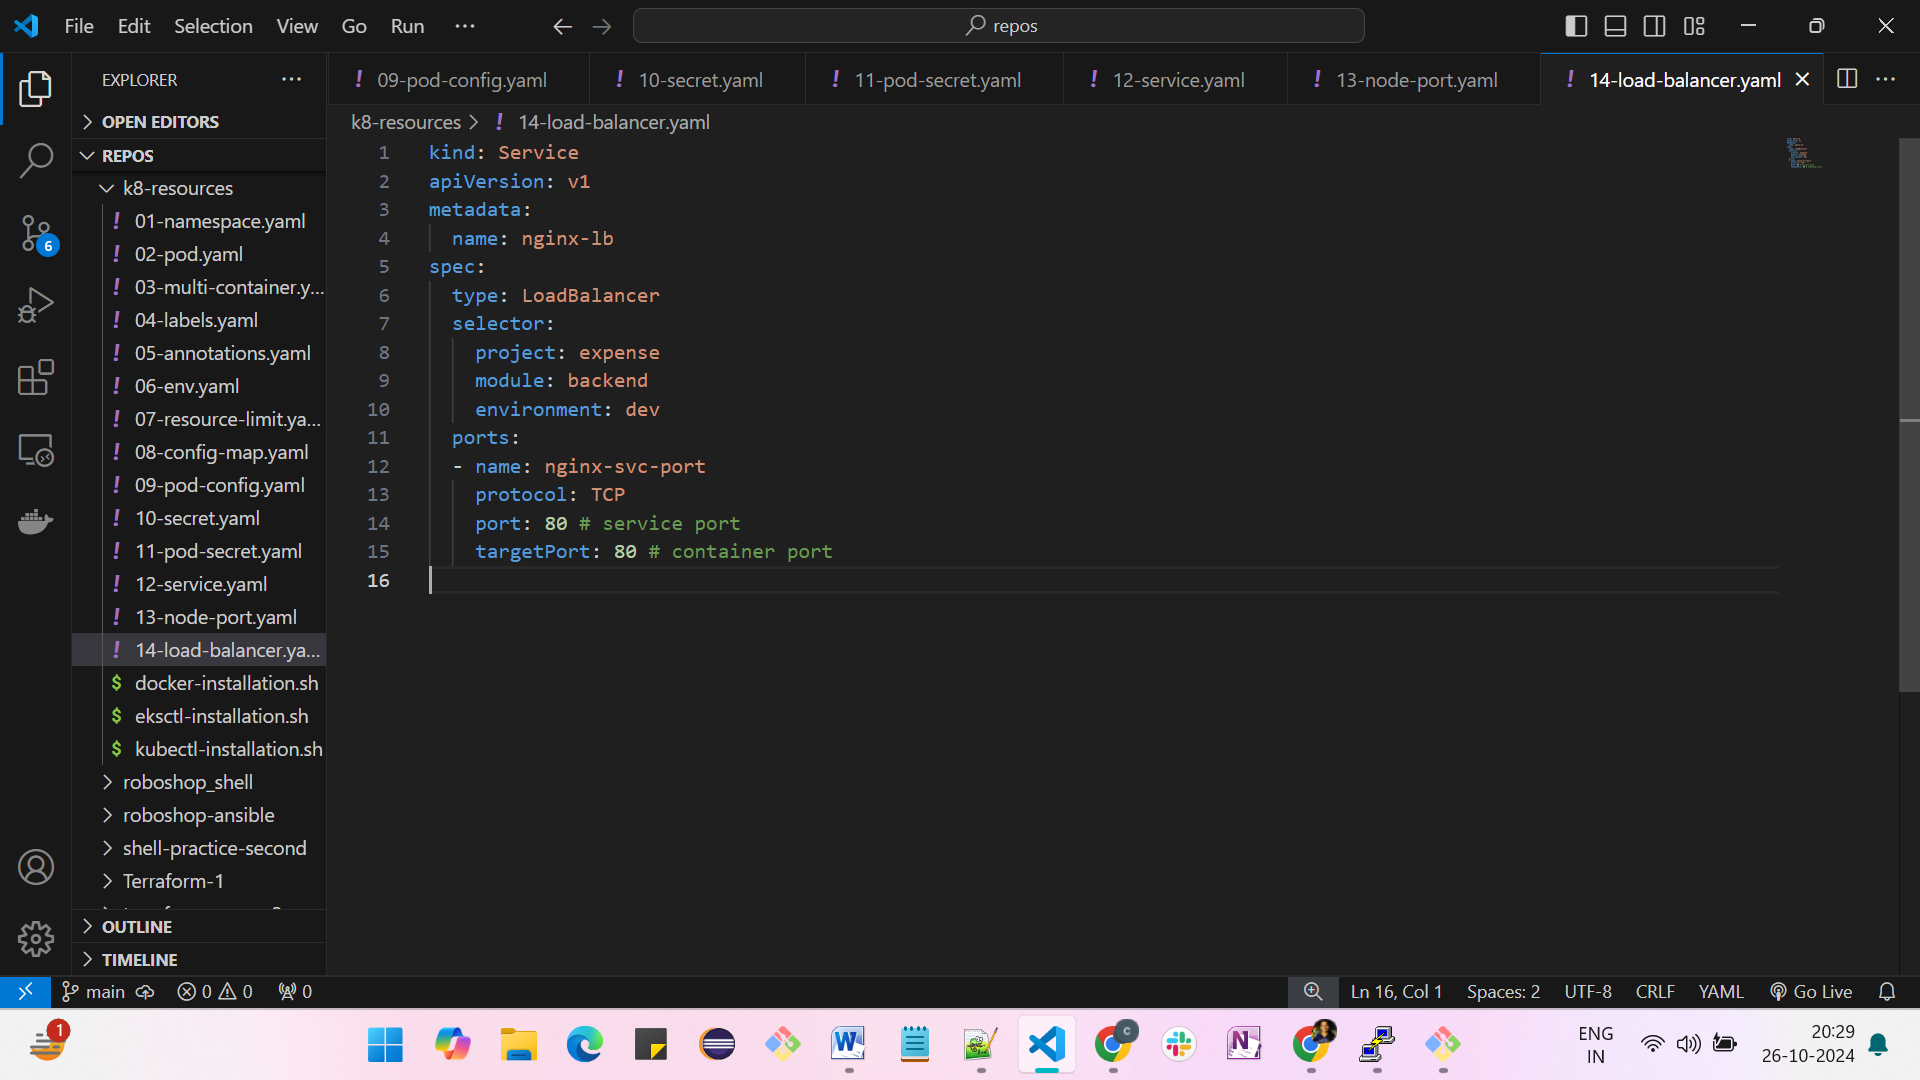 File Edit Selection View Go Run ··· repos
EXPLORER ···
OPEN EDITORS
REPOS
k8-resources
! 01-namespace.yaml
! 02-pod.yaml
! 03-multi-container.y...
! 04-labels.yaml
! 05-annotations.yaml
! 06-env.yaml
! 07-resource-limit.ya...
! 08-config-map.yaml
! 09-pod-config.yaml
! 10-secret.yaml
! 11-pod-secret.yaml
! 12-service.yaml
! 13-node-port.yaml
! 14-load-balancer.ya...
$ docker-installation.sh
$ eksctl-installation.sh
$ kubectl-installation.sh
roboshop_shell
roboshop-ansible
shell-practice-second
Terraform-1
OUTLINE
TIMELINE
6
! 09-pod-config.yaml ! 10-secret.yaml ! 11-pod-secret.yaml ! 12-service.yaml ! 13-node-port.yaml ! 14-load-balancer.yaml
k8-resources > ! 14-load-balancer.yaml
1 kind: Service
2 apiVersion: v1
3 metadata:
4 name: nginx-lb
5 spec:
6 type: LoadBalancer
7 selector:
8 project: expense
9 module: backend
10 environment: dev
11 ports:
12 - name: nginx-svc-port
13 protocol: TCP
14 port: 80 # service port
15 targetPort: 80 # container port
16
main 0 0 0 Ln 16, Col 1 Spaces: 2 UTF-8 CRLF YAML Go Live
1
W
C
N
ENG
IN
20:29
26-10-2024